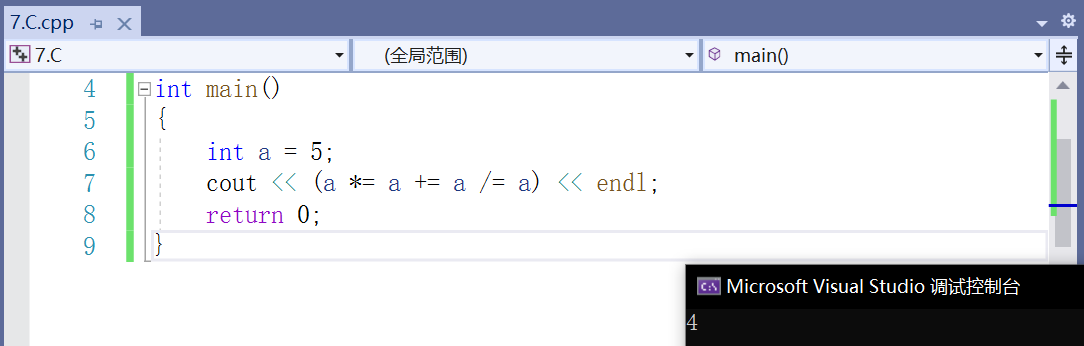 7.C.cpp
7.C (全局范围) main()
4 int main()
5 {
6 int a = 5;
7 cout << (a *= a += a /= a) << endl;
8 return 0;
9 }
Microsoft Visual Studio 调试控制台
4